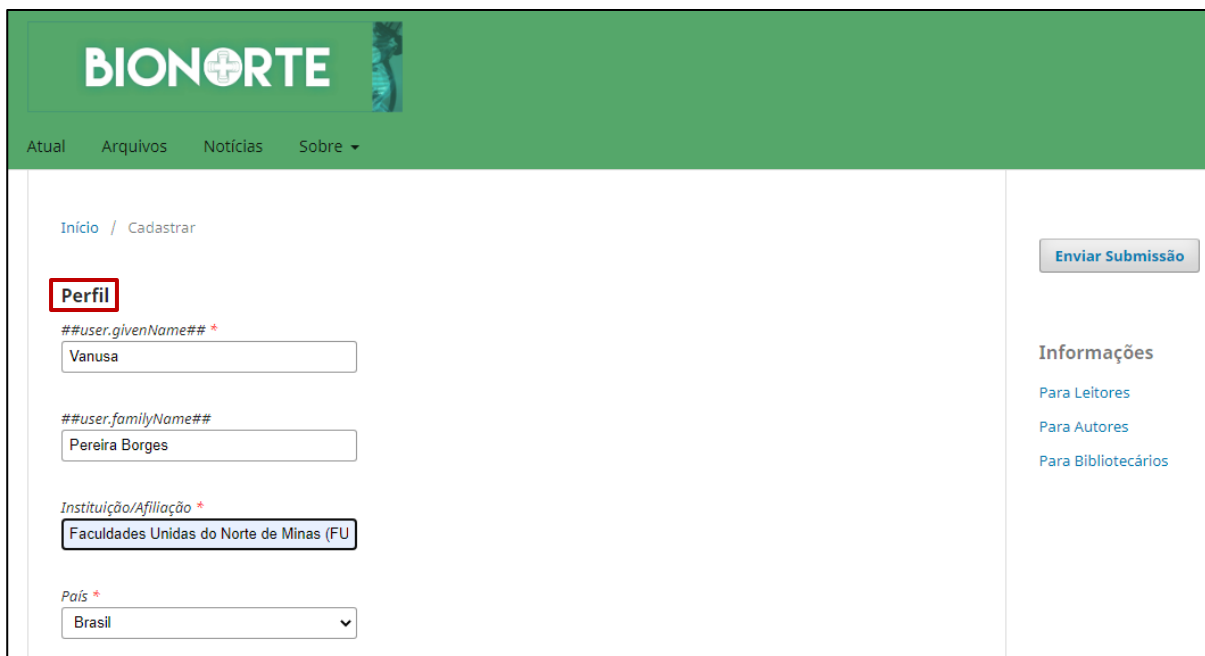 BIONORTE
Atual Arquivos Notícias Sobre
Início / Cadastrar
Enviar Submissão
Perfil
##user.givenName## *
Vanusa
##user.familyName##
Pereira Borges
Instituição/Afiliação *
Faculdades Unidas do Norte de Minas (FU
País *
Brasil
Informações
Para Leitores
Para Autores
Para Bibliotecários